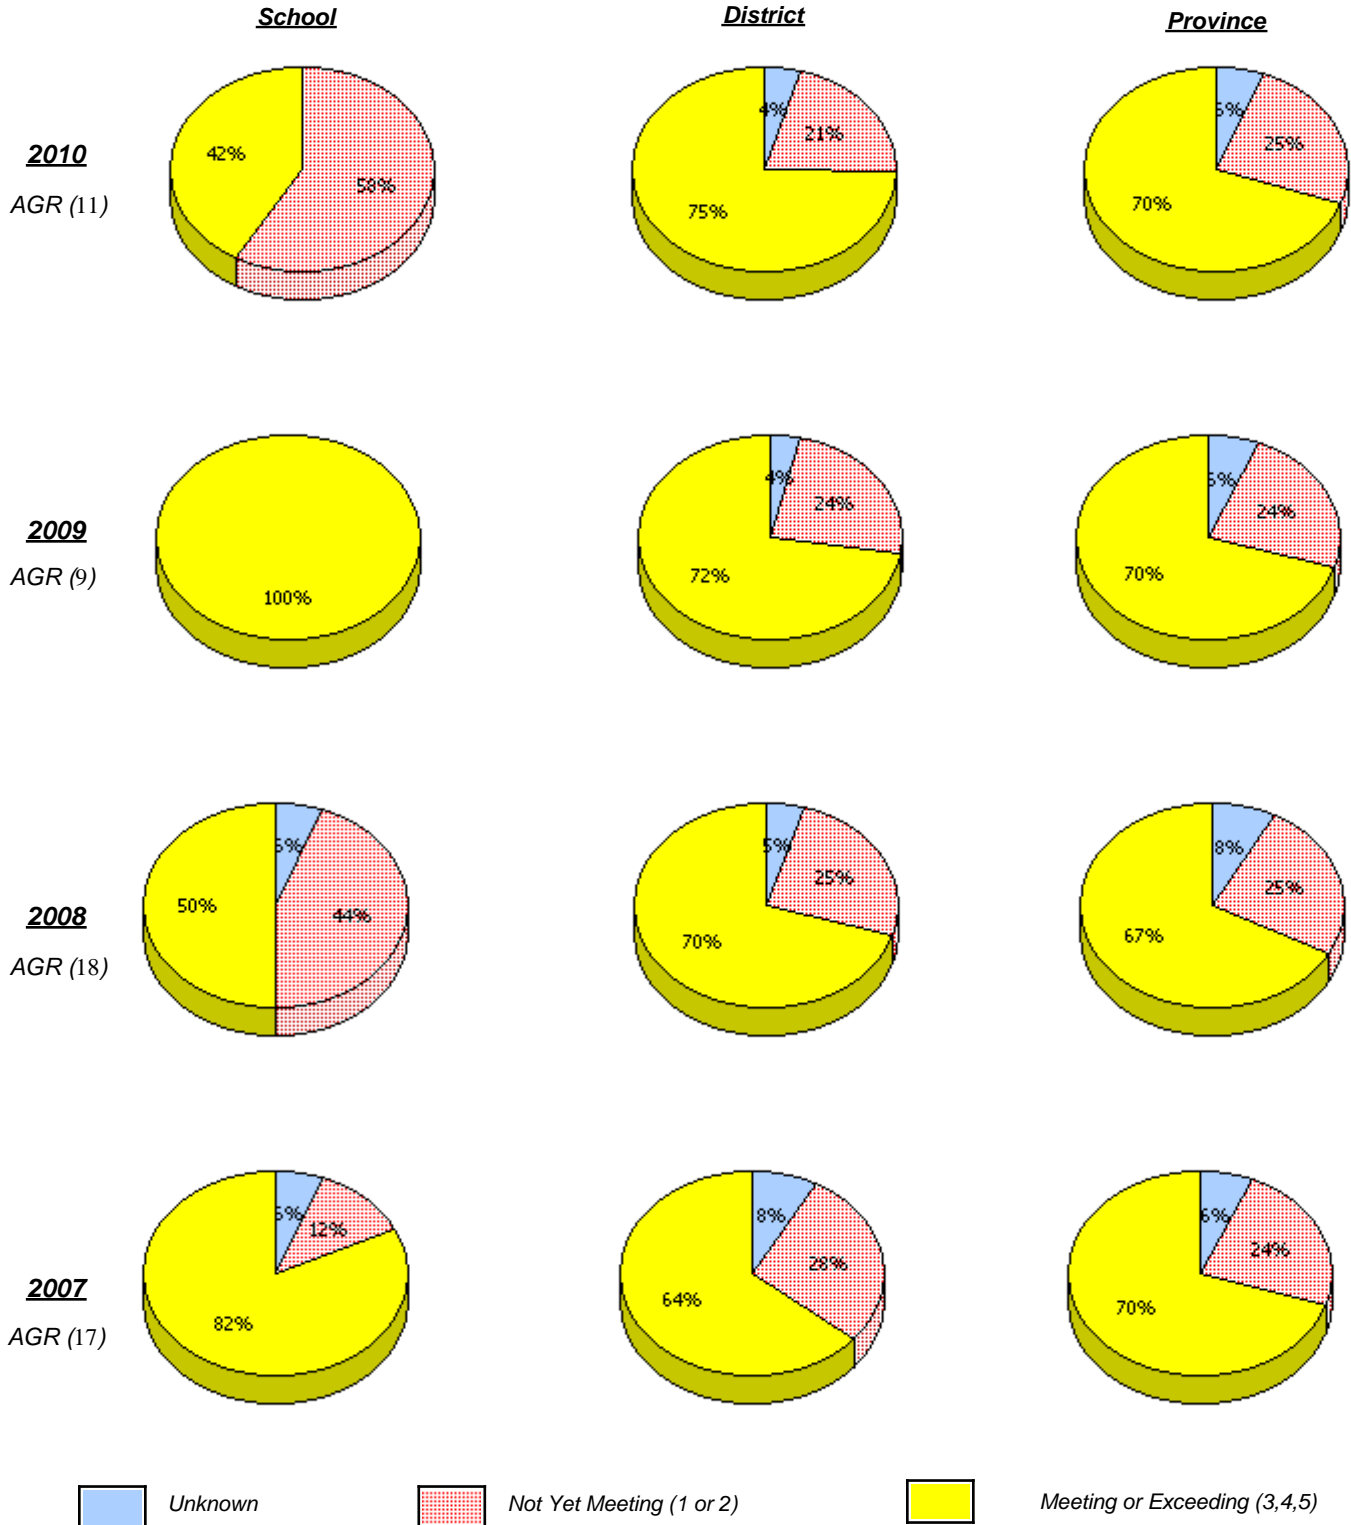 School District Province
4% 5%
21% 25%
2010
42% 58%
AGR (11)
75% 70%
4% 6%
24% 24%
2009
AGR (9)
72% 70%
100%
6% 5% 8%
25% 25%
50% 44%
2008
70% 67%
AGR (18)
6% 8% 6%
12% 28% 24%
2007
64% 70%
82%
AGR (17)
Unknown Not Yet Meeting (1 or 2) Meeting or Exceeding (3,4,5)